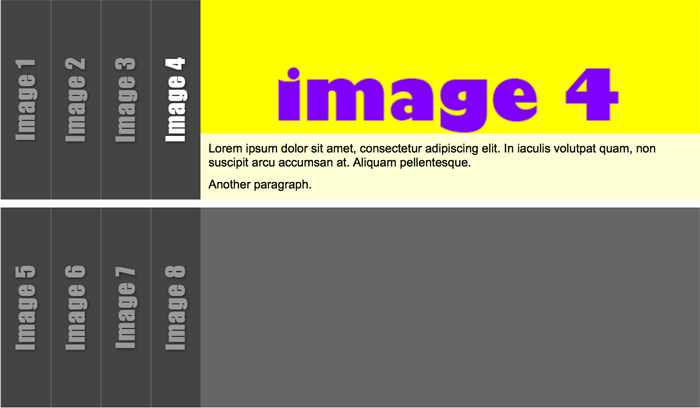 Image 1
Image 2
Image 3
Image 4
image 4
Lorem ipsum dolor sit amet, consectetur adipiscing elit. In iaculis volutpat quam, non
suscipit arcu accumsan at. Aliquam pellentesque.
Another paragraph.
Image 5
Image 6
Image 7
Image 8